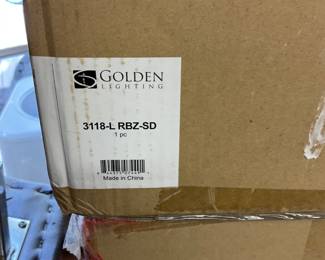 GOLDEN
LIGHTING
3118-L RBZ-SD
1 pc
Made in China